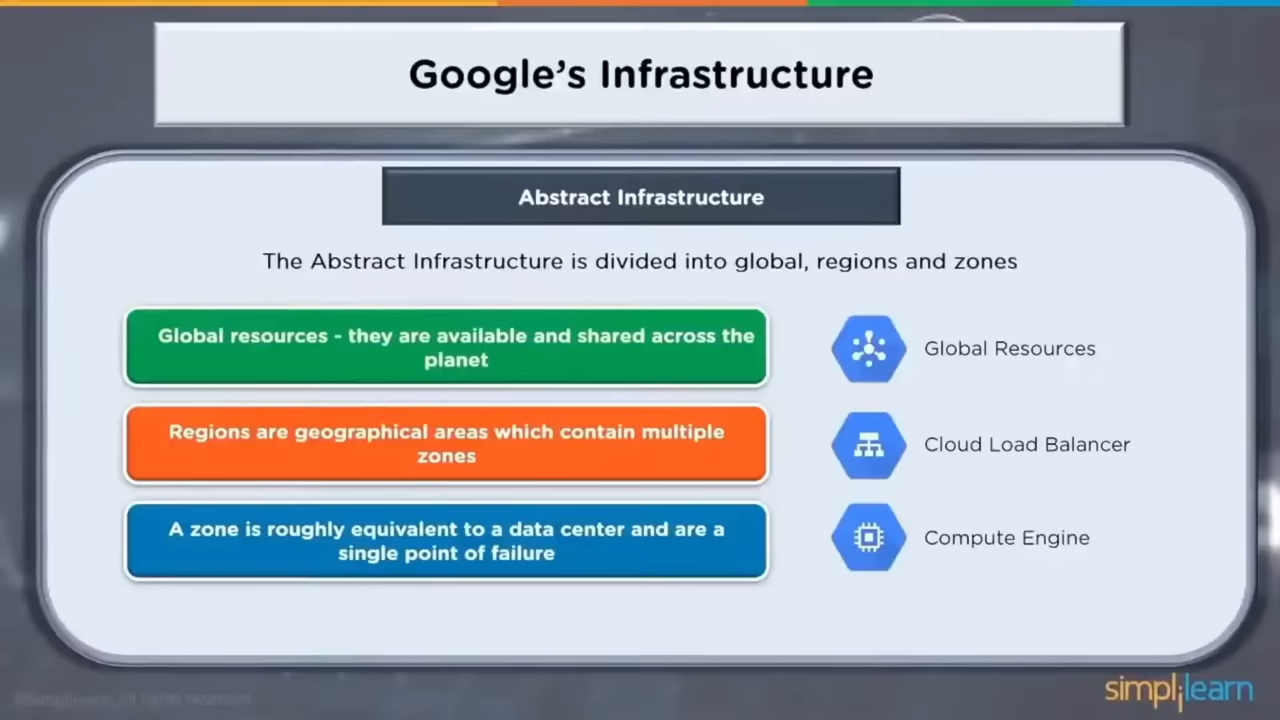 Google’s Infrastructure
Abstract Infrastructure
The Abstract Infrastructure is divided into global, regions and zones
Global resources - they are available and shared across the
planet
Global Resources
Regions are geographical areas which contain multiple
zones
Cloud Load Balancer
A zone is roughly equivalent to a data center and are a
single point of failure
Compute Engine
simplilearn